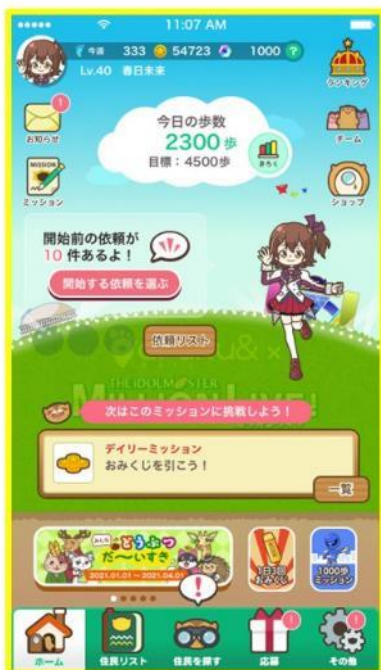 11:07 AM
今週 333 54723 1000 ?
Lv.40 春日未来
ランキング
お知らせ
チーム
MISSION
ミッション
ショップ
今日の歩数
2300 歩
目標：4500歩
きろく
開始前の依頼が
10 件あるよ！
開始する依頼を選ぶ
依頼リスト
THE IDOLM@STER
MILLION LIVE!
次はこのミッションに挑戦しよう！
デイリーミッション
おみくじを引こう！
一覧
みんな
どうぶつ
だ〜いすき
2021.01.01 ~ 2021.04.01
1日3回
おみくじ
1000歩
ミッション
ホーム
住民リスト
住民を探す
応募
その他